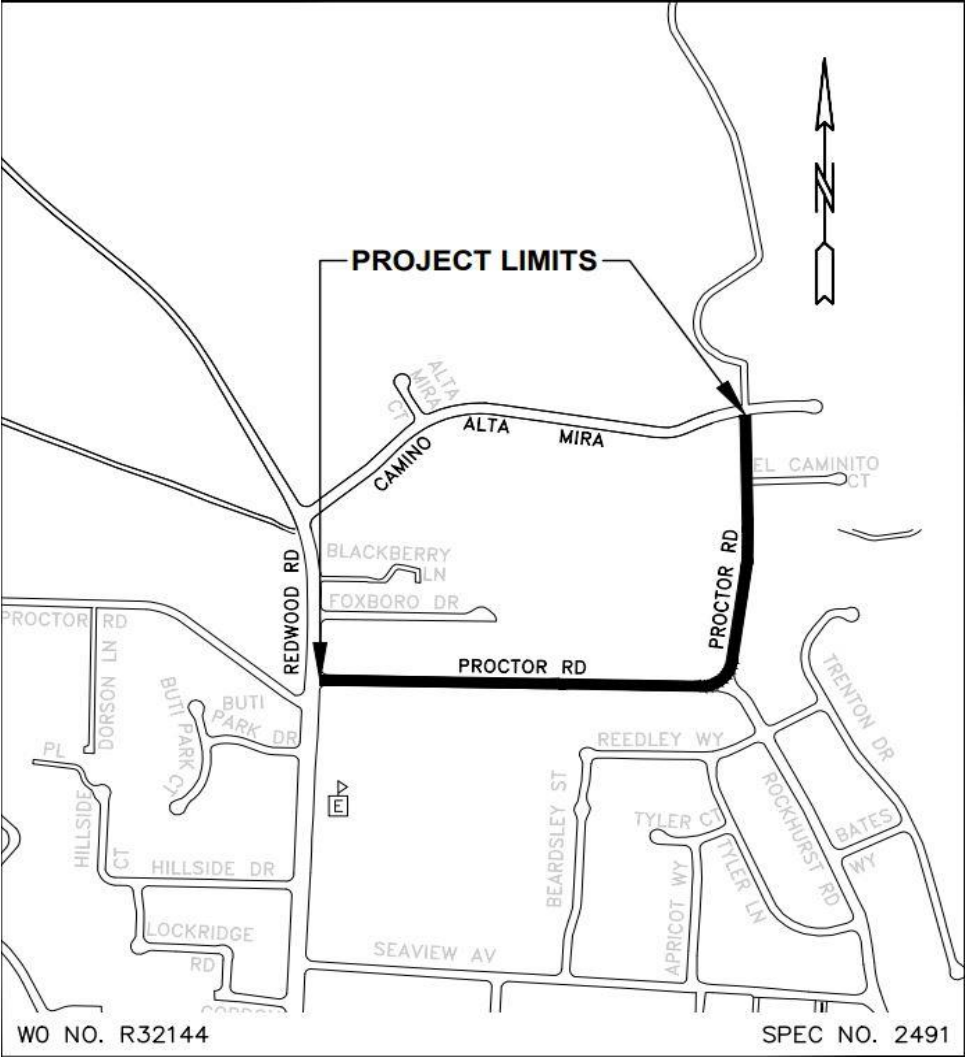 N
PROJECT LIMITS
ALTA
MIRA
CT
CAMINO
ALTA
MIRA
EL CAMINITO
CT
REDWOOD RD
BLACKBERRY
LN
FOXBORO DR
PROCTOR RD
PROCTOR RD
PROCTOR RD
DORSON LN
TRENTON DR
BUTI PARK CT
BUTI
PARK DR
PL
REEDLEY WY
E
HILLSIDE
CT
BEARDSLEY ST
TYLER CT
ROCKHURST RD
BATES
WY
HILLSIDE DR
TYLER LN
APRICOT WY
LOCKRIDGE
RD
SEAVIEW AV
WO NO. R32144
SPEC NO. 2491